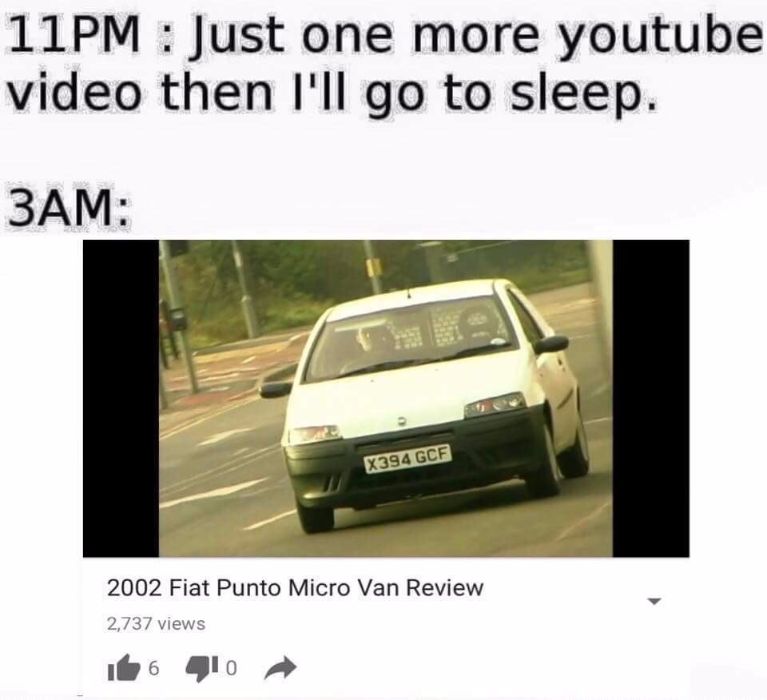 11PM : Just one more youtube
video then I'll go to sleep.
3AM:
X394 GCF
2002 Fiat Punto Micro Van Review
2,737 views
6 0